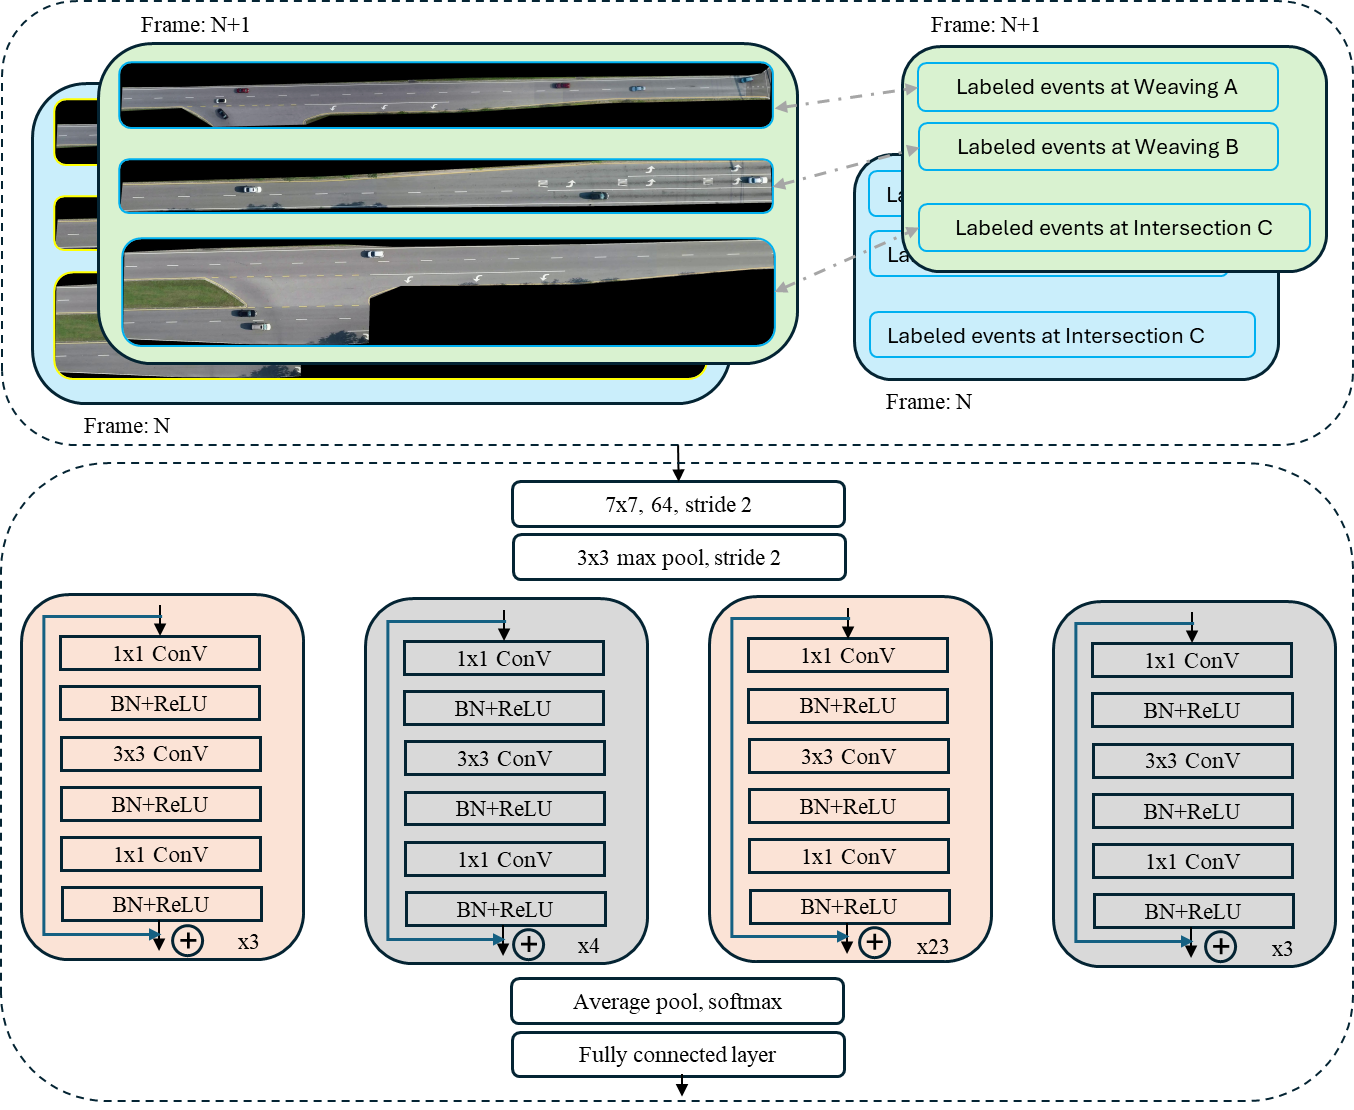 Frame: N+1
Frame: N+1
Labeled events at Weaving A
Labeled events at Weaving B
Labeled events at Intersection C
La
La
Labeled events at Intersection C
Frame: N
Frame: N
7x7, 64, stride 2
3x3 max pool, stride 2
1x1 ConV
BN+ReLU
3x3 ConV
BN+ReLU
1x1 ConV
BN+ReLU
x3
1x1 ConV
BN+ReLU
3x3 ConV
BN+ReLU
1x1 ConV
BN+ReLU
x4
1x1 ConV
BN+ReLU
3x3 ConV
BN+ReLU
1x1 ConV
BN+ReLU
x23
1x1 ConV
BN+ReLU
3x3 ConV
BN+ReLU
1x1 ConV
BN+ReLU
x3
Average pool, softmax
Fully connected layer